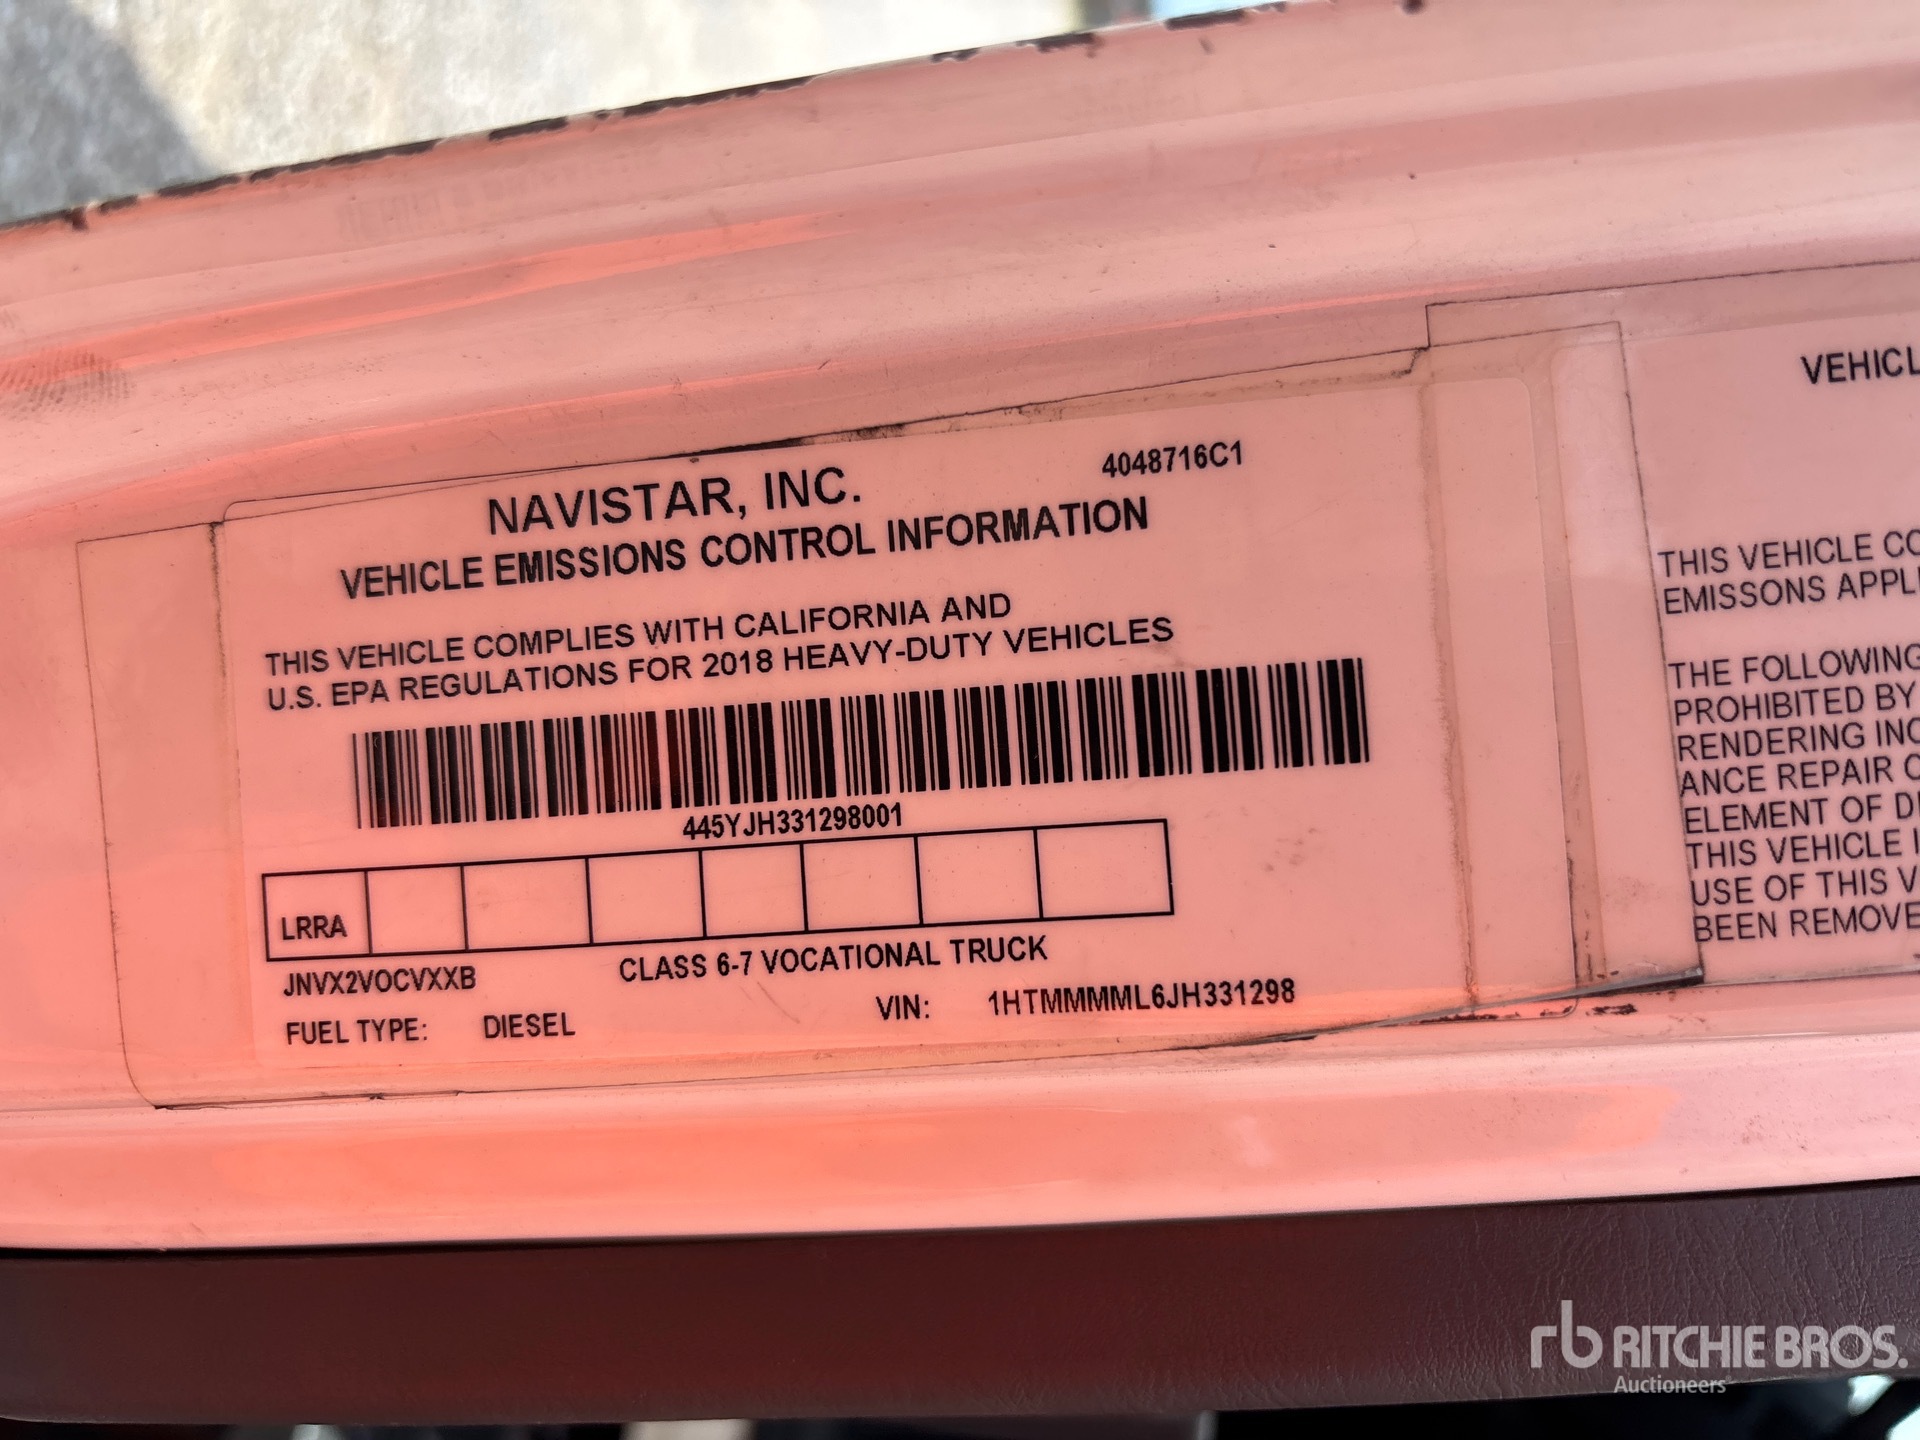 NAVISTAR, INC.
4048716C1
VEHICLE EMISSIONS CONTROL INFORMATION
THIS VEHICLE COMPLIES WITH CALIFORNIA AND
U.S. EPA REGULATIONS FOR 2018 HEAVY-DUTY VEHICLES
445YJH331298001
LRRA
JNVX2VOCVXXB
CLASS 6-7 VOCATIONAL TRUCK
FUEL TYPE: DIESEL
VIN: 1HTMMMML6JH331298
VEHICL
THIS VEHICLE CO
EMISSONS APPL
THE FOLLOWING
PROHIBITED BY
RENDERING INO
ANCE REPAIR O
ELEMENT OF D
THIS VEHICLE I
USE OF THIS V
BEEN REMOVE
rb RITCHIE BROS.
Auctioneers